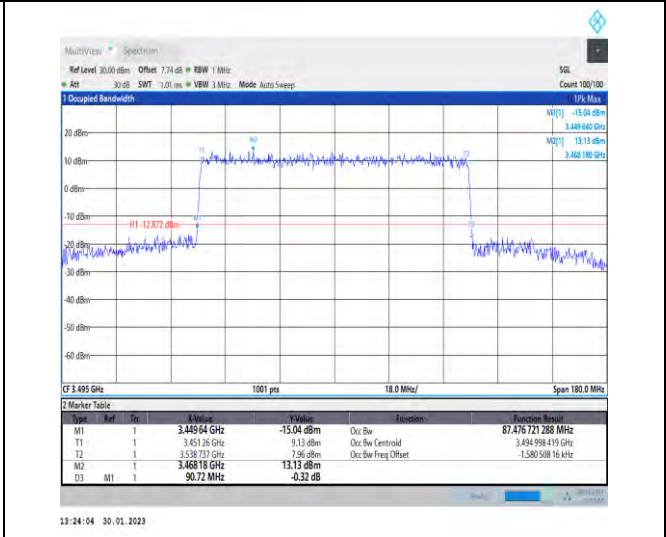 MultiView Spectrum
Ref Level 30.00 dBm Offset 7.74 dB RBW 1 MHz SGL
Att 30 dB SWT 1.01 ms VBW 3 MHz Mode Auto Sweep Count 100/100
1 Occupied Bandwidth 1Pk Max
M1[1] -15.04 dBm
3.449 640 GHz
20 dBm M2[1] 13.13 dBm
3.468 180 GHz
M2
T1 T2
10 dBm
0 dBm
-10 dBm
H1 -12.872 dBm
-20 dBm
-30 dBm
-40 dBm
-50 dBm
-60 dBm
CF 3.495 GHz 1001 pts 18.0 MHz/ Span 180.0 MHz
2 Marker Table
Type Ref Trc X-Value Y-Value Function Function Result
M1 1 3.449 64 GHz -15.04 dBm Occ Bw 87.476 721 288 MHz
T1 1 3.451 26 GHz 9.13 dBm Occ Bw Centroid 3.494 998 419 GHz
T2 1 3.538 737 GHz 7.96 dBm Occ Bw Freq Offset -1.580 508 16 kHz
M2 1 3.468 18 GHz 13.13 dBm
D3 M1 1 90.72 MHz -0.32 dB
13:24:04 30.01.2023